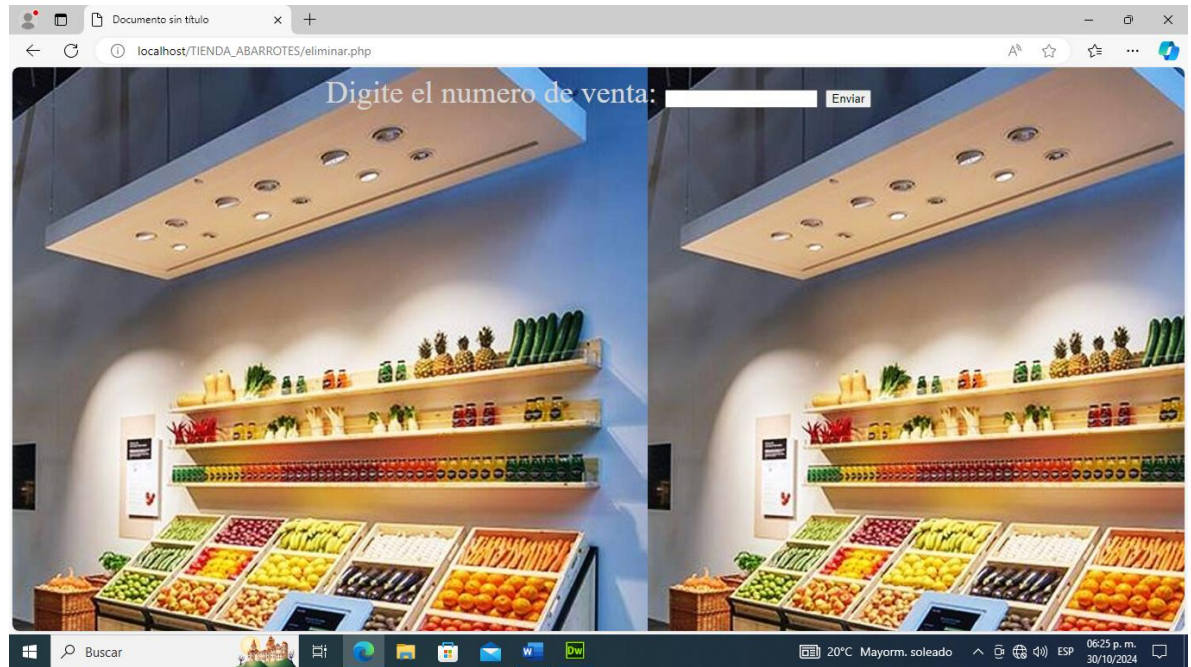 Documento sin título
localhost/TIENDA_ABARROTES/eliminar.php
Digite el numero de venta:
Enviar
Buscar
20°C Mayorm. soleado
ESP
06:25 p. m.
30/10/2024